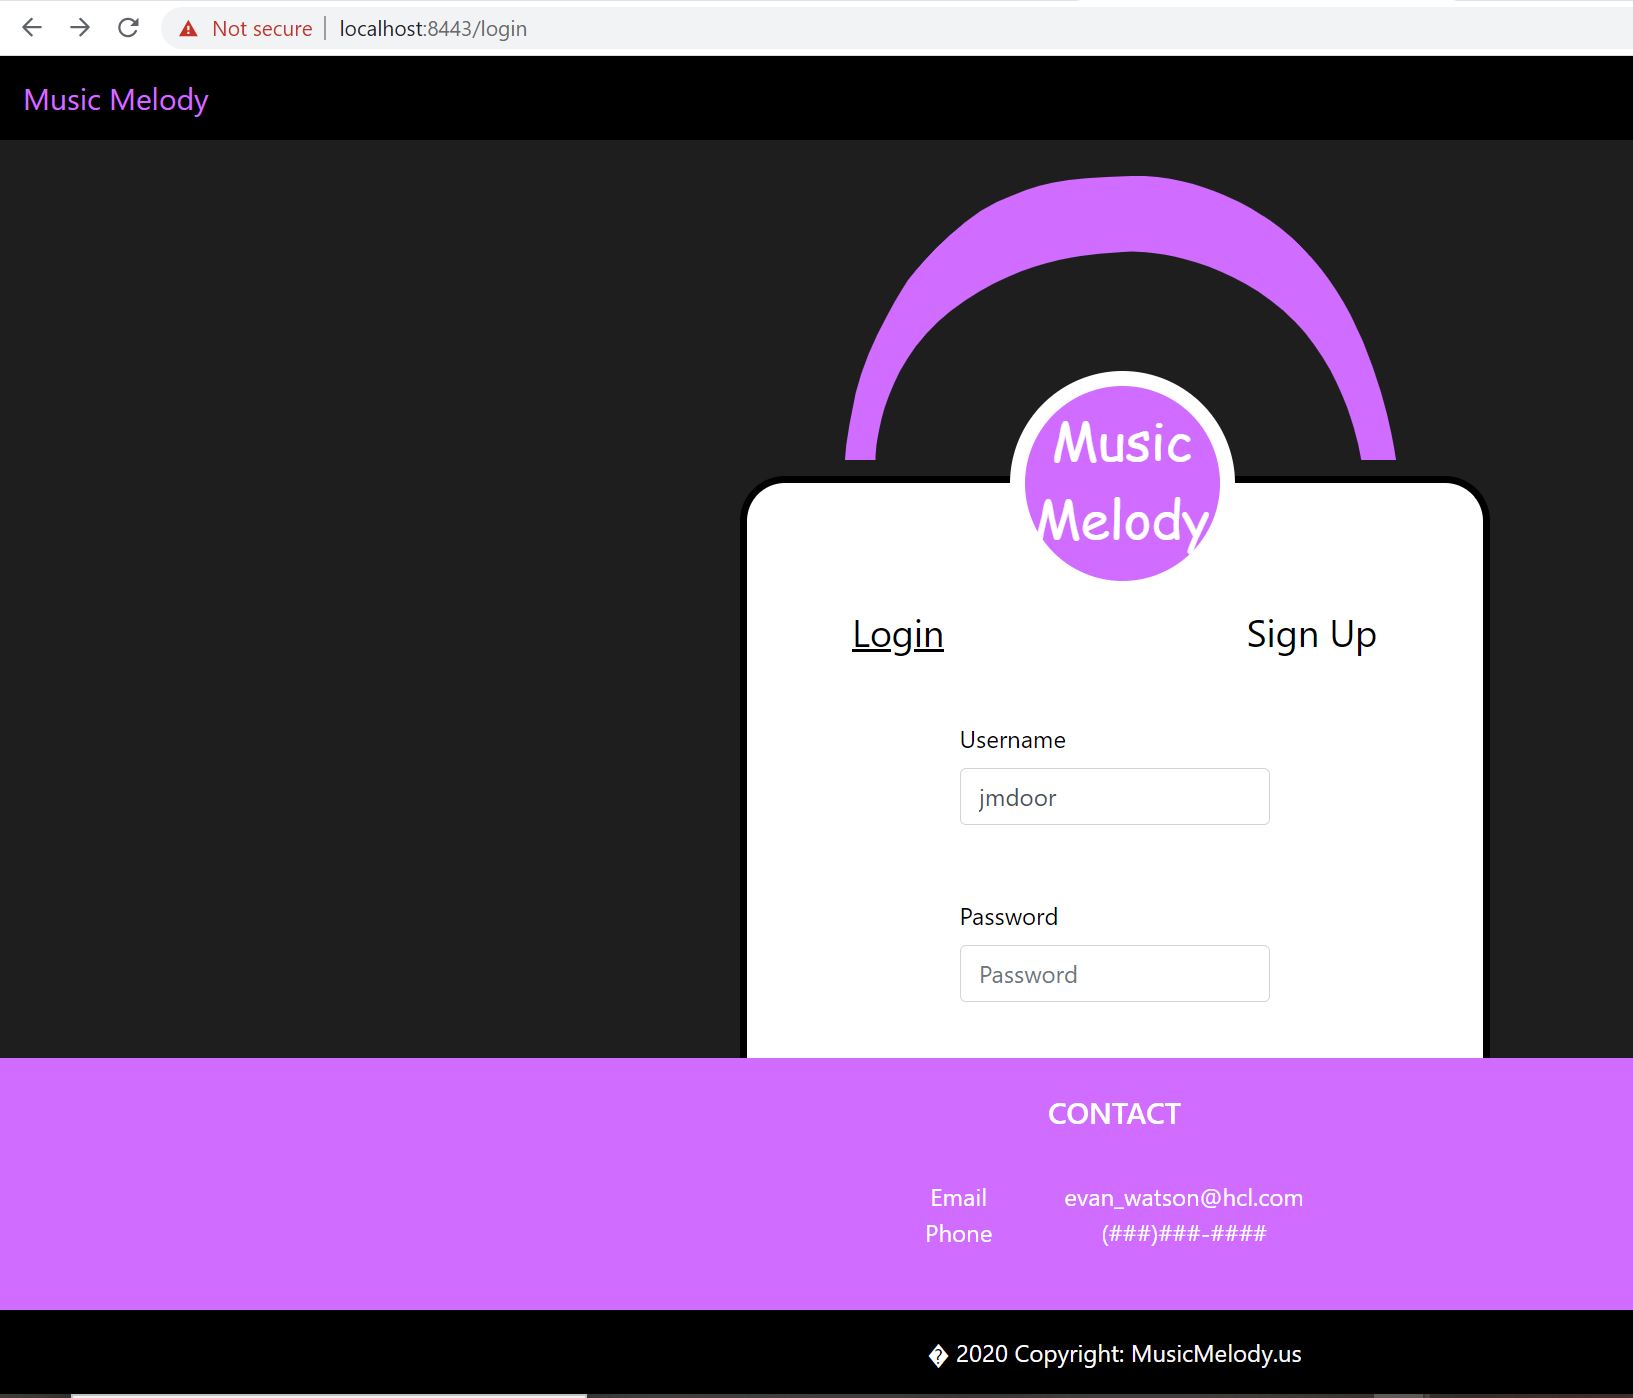 Not secure | localhost:8443/login
Music Melody
Music
Melody
Login
Sign Up
Username
jmdoor
Password
Password
CONTACT
Email evan_watson@hcl.com
Phone (###)###-####
� 2020 Copyright: MusicMelody.us